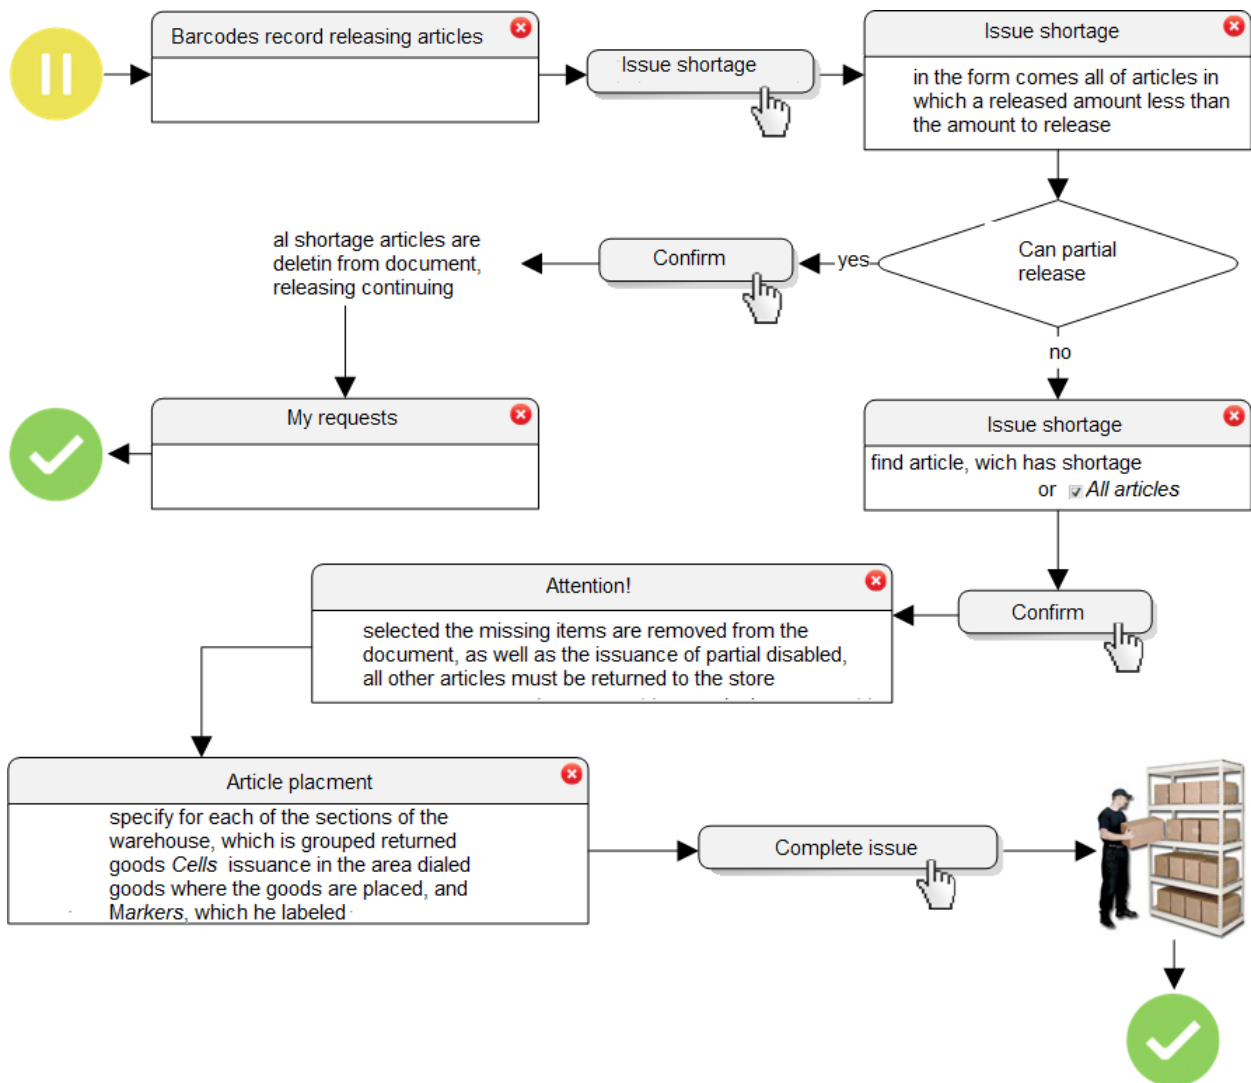 Barcodes record releasing articles
Issue shortage
Issue shortage
in the form comes all of articles in
which a released amount less than
the amount to release
Can partial
release
yes
Confirm
al shortage articles are
deletin from document,
releasing continuing
My requests
no
Issue shortage
find article, wich has shortage
or All articles
Confirm
Attention!
selected the missing items are removed from the
document, as well as the issuance of partial disabled,
all other articles must be returned to the store
Article placment
specify for each of the sections of the
warehouse, which is grouped returned
goods Cells issuance in the area dialed
goods where the goods are placed, and
Markers, which he labeled
Complete issue